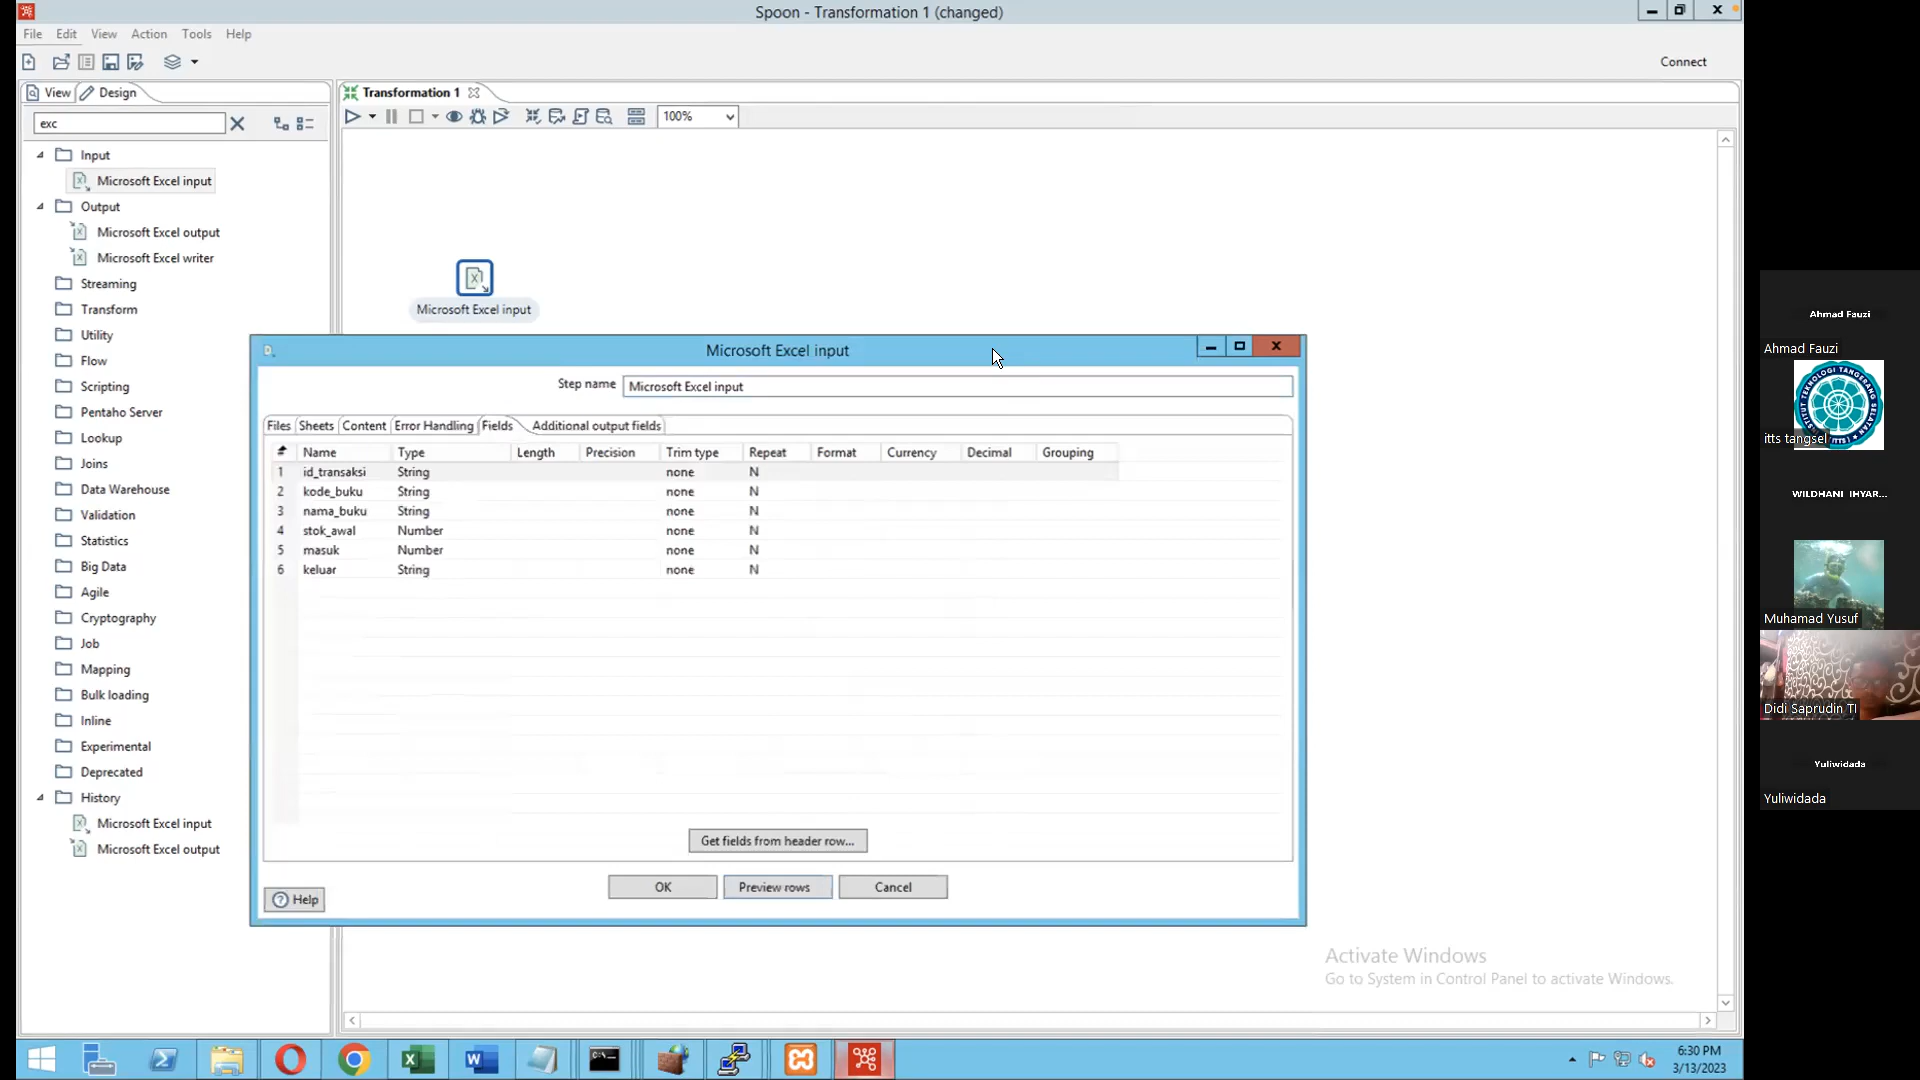 Spoon - Transformation 1 (changed)
File Edit View Action Tools Help
Connect
View Design
Transformation 1
exc
100%
Input
Microsoft Excel input
Output
Microsoft Excel output
Microsoft Excel writer
Streaming
Transform
Utility
Flow
Scripting
Pentaho Server
Lookup
Joins
Data Warehouse
Validation
Statistics
Big Data
Agile
Cryptography
Job
Mapping
Bulk loading
Inline
Experimental
Deprecated
History
Microsoft Excel input
Microsoft Excel output
Microsoft Excel input
Microsoft Excel input
Step name Microsoft Excel input
Files Sheets Content Error Handling Fields Additional output fields
# Name Type Length Precision Trim type Repeat Format Currency Decimal Grouping
1 id_transaksi String none N
2 kode_buku String none N
3 nama_buku String none N
4 stok_awal Number none N
5 masuk Number none N
6 keluar String none N
Get fields from header row...
OK Preview rows Cancel
Help
Activate Windows
Go to System in Control Panel to activate Windows.
6:30 PM
3/13/2023
Ahmad Fauzi
Ahmad Fauzi
itts tangsel
WILDHANI IHYAR...
Muhamad Yusuf
Didi Saprudin TI
Yuliwidada
Yuliwidada